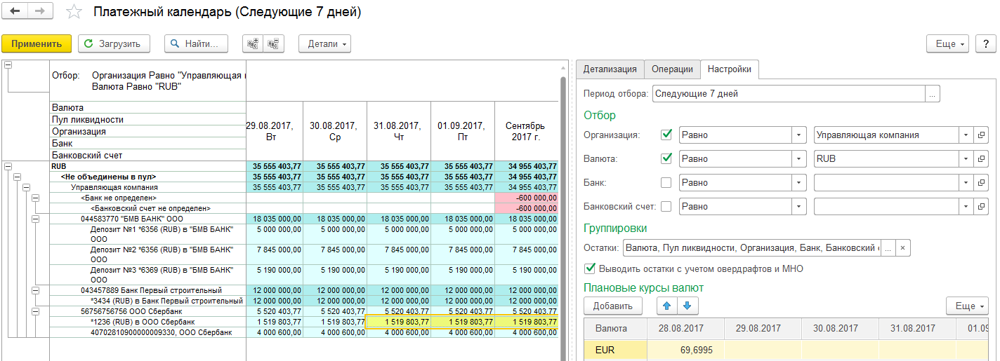 Платежный календарь (Следующие 7 дней)
Применить Загрузить Найти... Детали Еще ?
Отбор: Организация Равно "Управляющая
Валюта Равно "RUB"
Валюта
Пул ликвидности
Организация
Банк
Банковский счет
29.08.2017, Вт
30.08.2017, Ср
31.08.2017, Чт
01.09.2017, Пт
Сентябрь 2017 г.
RUB 35 555 403,77 35 555 403,77 35 555 403,77 35 555 403,77 34 955 403,77
<Не объединены в пул> 35 555 403,77 35 555 403,77 35 555 403,77 35 555 403,77 34 955 403,77
Управляющая компания 35 555 403,77 35 555 403,77 35 555 403,77 35 555 403,77 34 955 403,77
<Банк не определен> -600 000,00
<Банковский счет не определен> -600 000,00
044583770 "БМВ БАНК" ООО 18 035 000,00 18 035 000,00 18 035 000,00 18 035 000,00 18 035 000,00
Депозит №1 *6356 (RUB) в "БМВ БАНК" 5 000 000,00 5 000 000,00 5 000 000,00 5 000 000,00 5 000 000,00
ООО
Депозит №2 *6356 (RUB) в "БМВ БАНК" 7 845 000,00 7 845 000,00 7 845 000,00 7 845 000,00 7 845 000,00
ООО
Депозит №3 *6369 (RUB) в "БМВ БАНК" 5 190 000,00 5 190 000,00 5 190 000,00 5 190 000,00 5 190 000,00
ООО
043457889 Банк Первый строительный 12 000 000,00 12 000 000,00 12 000 000,00 12 000 000,00 12 000 000,00
*3434 (RUB) в Банк Первый строительный 12 000 000,00 12 000 000,00 12 000 000,00 12 000 000,00 12 000 000,00
56756756756 ООО Сбербанк 5 520 403,77 5 520 403,77 5 520 403,77 5 520 403,77 5 520 403,77
*1236 (RUB) в ООО Сбербанк 1 519 803,77 1 519 803,77 1 519 803,77 1 519 803,77 1 519 803,77
40702810900000009330, ООО Сбербанк 4 000 600,00 4 000 600,00 4 000 600,00 4 000 600,00 4 000 600,00
Детализация Операции Настройки
Период отбора: Следующие 7 дней ...
Отбор
Организация: Равно Управляющая компания
Валюта: Равно RUB
Банк: Равно
Банковский счет: Равно
Группировки
Остатки: Валюта, Пул ликвидности, Организация, Банк, Банковский ... ×
Выводить остатки с учетом овердрафтов и МНО
Плановые курсы валют
Добавить Еще
Валюта 28.08.2017 29.08.2017 30.08.2017 31.08.2017 01.09
EUR 69,6995